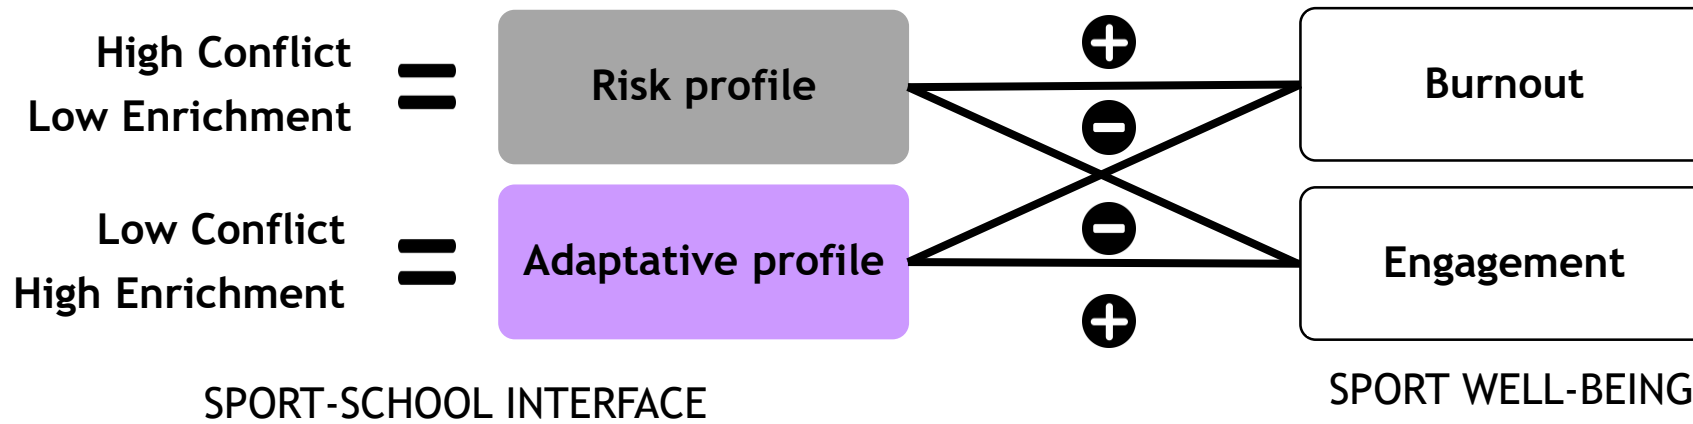 High Conflict
Low Enrichment
=
Risk profile
+
−
Burnout
Low Conflict
High Enrichment
=
Adaptative profile
−
+
Engagement
SPORT-SCHOOL INTERFACE
SPORT WELL-BEING